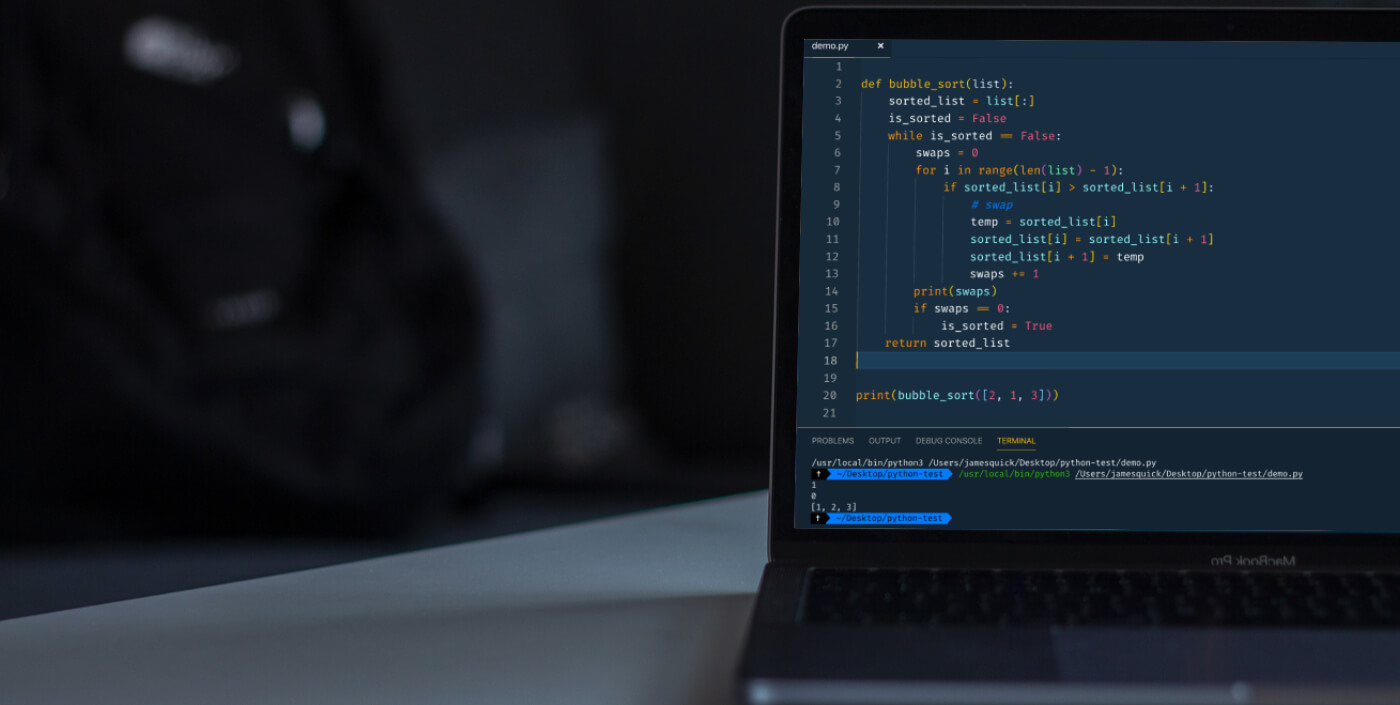 demo.py ×
1
2 def bubble_sort(list):
3     sorted_list = list[:]
4     is_sorted = False
5     while is_sorted == False:
6         swaps = 0
7         for i in range(len(list) - 1):
8             if sorted_list[i] > sorted_list[i + 1]:
9                 # swap
10                 temp = sorted_list[i]
11                 sorted_list[i] = sorted_list[i + 1]
12                 sorted_list[i + 1] = temp
13                 swaps += 1
14         print(swaps)
15         if swaps == 0:
16             is_sorted = True
17     return sorted_list
18
19
20 print(bubble_sort([2, 1, 3]))
21
PROBLEMS OUTPUT DEBUG CONSOLE TERMINAL
/usr/local/bin/python3 /Users/jamesquick/Desktop/python-test/demo.py
↑ ~/Desktop/python-test /usr/local/bin/python3 /Users/jamesquick/Desktop/python-test/demo.py
1
0
[1, 2, 3]
↑ ~/Desktop/python-test
MacBook Pro